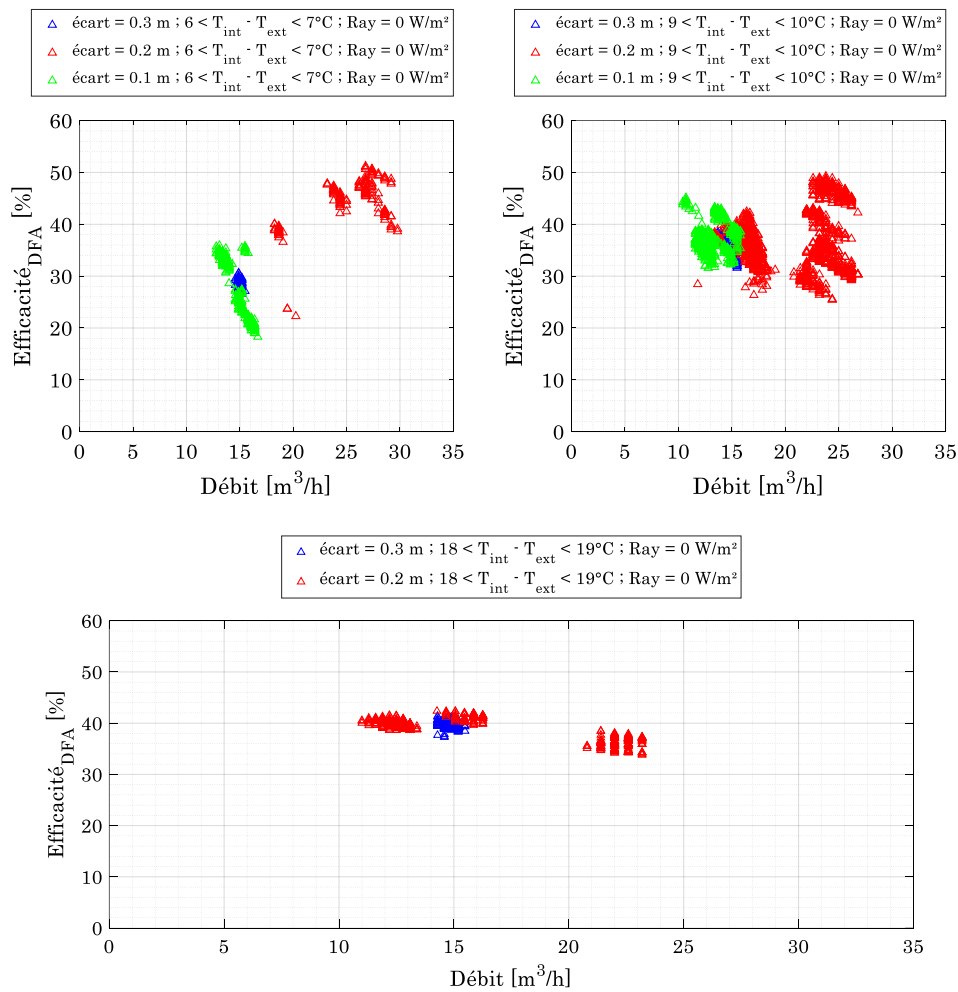 écart = 0.3 m ; 6 < T_int - T_ext < 7°C ; Ray = 0 W/m²
écart = 0.2 m ; 6 < T_int - T_ext < 7°C ; Ray = 0 W/m²
écart = 0.1 m ; 6 < T_int - T_ext < 7°C ; Ray = 0 W/m²
60
50
40
30
20
10
0
Efficacité_DFA [%]
0 5 10 15 20 25 30 35
Débit [m³/h]
écart = 0.3 m ; 9 < T_int - T_ext < 10°C ; Ray = 0 W/m²
écart = 0.2 m ; 9 < T_int - T_ext < 10°C ; Ray = 0 W/m²
écart = 0.1 m ; 9 < T_int - T_ext < 10°C ; Ray = 0 W/m²
60
50
40
30
20
10
0
Efficacité_DFA [%]
0 5 10 15 20 25 30 35
Débit [m³/h]
écart = 0.3 m ; 18 < T_int - T_ext < 19°C ; Ray = 0 W/m²
écart = 0.2 m ; 18 < T_int - T_ext < 19°C ; Ray = 0 W/m²
60
50
40
30
20
10
0
Efficacité_DFA [%]
0 5 10 15 20 25 30 35
Débit [m³/h]